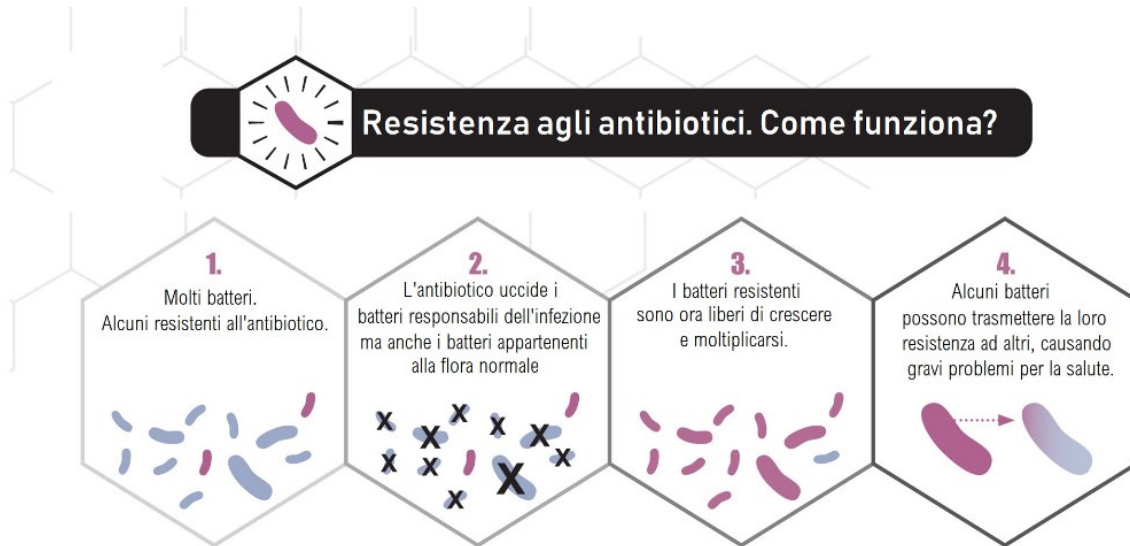 Resistenza agli antibiotici. Come funziona?
1.
Molti batteri.
Alcuni resistenti all'antibiotico.
2.
L'antibiotico uccide i
batteri responsabili dell'infezione
ma anche i batteri appartenenti
alla flora normale
X X X X X X X X X X
3.
I batteri resistenti
sono ora liberi di crescere
e moltiplicarsi.
4.
Alcuni batteri
possono trasmettere la loro
resistenza ad altri, causando
gravi problemi per la salute.